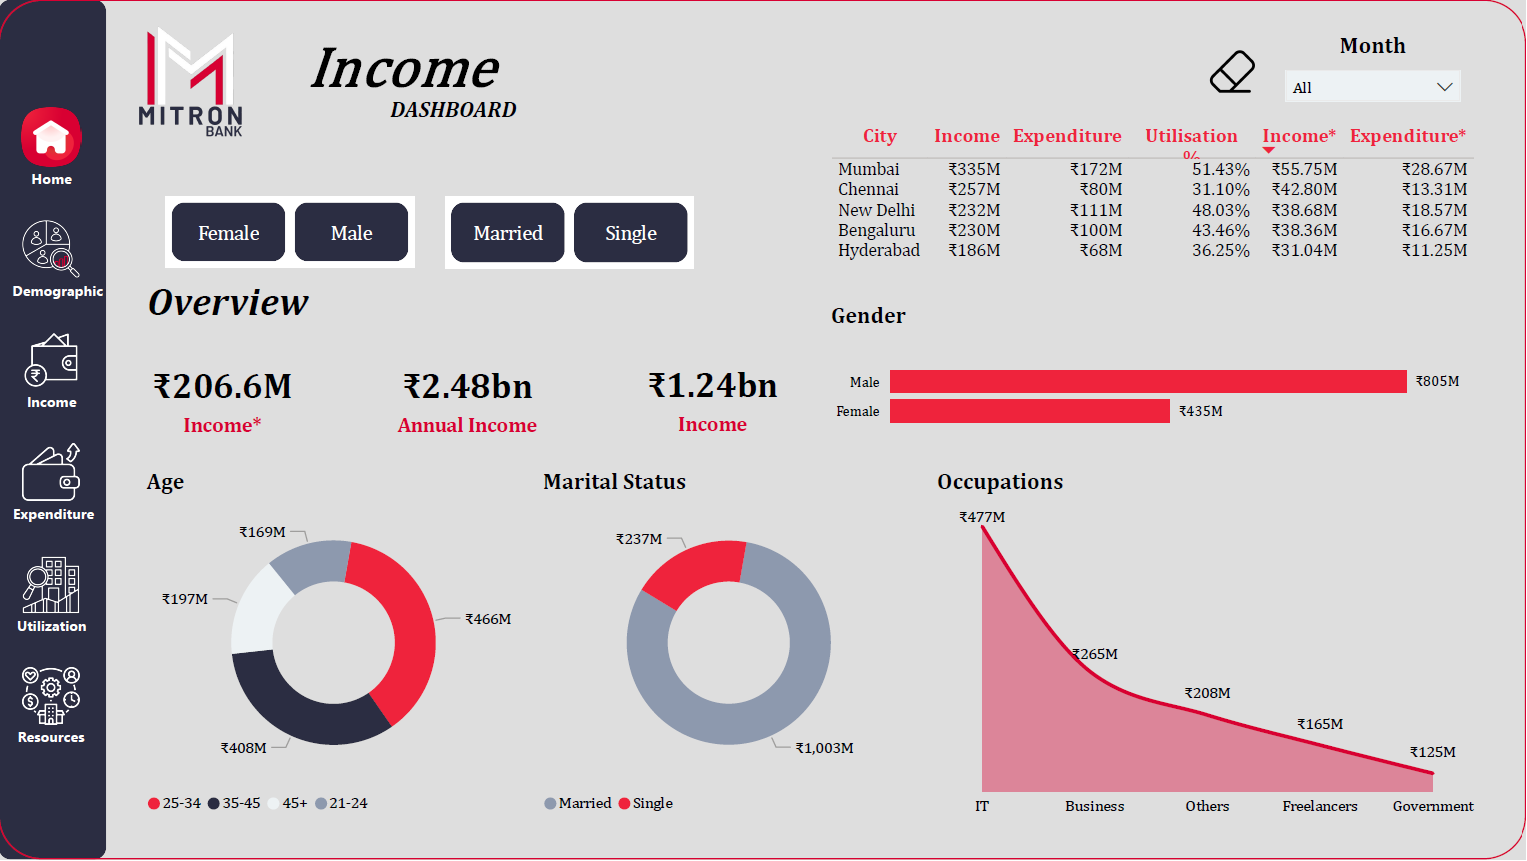 MITRON
BANK
Income
DASHBOARD
Month
All
Home
Demographic
Income
Expenditure
Utilization
Resources
Female
Male
Married
Single
City Income Expenditure Utilisation % Income* Expenditure*
Mumbai ₹335M ₹172M 51.43% ₹55.75M ₹28.67M
Chennai ₹257M ₹80M 31.10% ₹42.80M ₹13.31M
New Delhi ₹232M ₹111M 48.03% ₹38.68M ₹18.57M
Bengaluru ₹230M ₹100M 43.46% ₹38.36M ₹16.67M
Hyderabad ₹186M ₹68M 36.25% ₹31.04M ₹11.25M
Overview
₹206.6M
Income*
₹2.48bn
Annual Income
₹1.24bn
Income
Gender
Male ₹805M
Female ₹435M
Age
₹169M
₹197M
₹466M
₹408M
25-34 35-45 45+ 21-24
Marital Status
₹237M
₹1,003M
Married Single
Occupations
₹477M
₹265M
₹208M
₹165M
₹125M
IT Business Others Freelancers Government